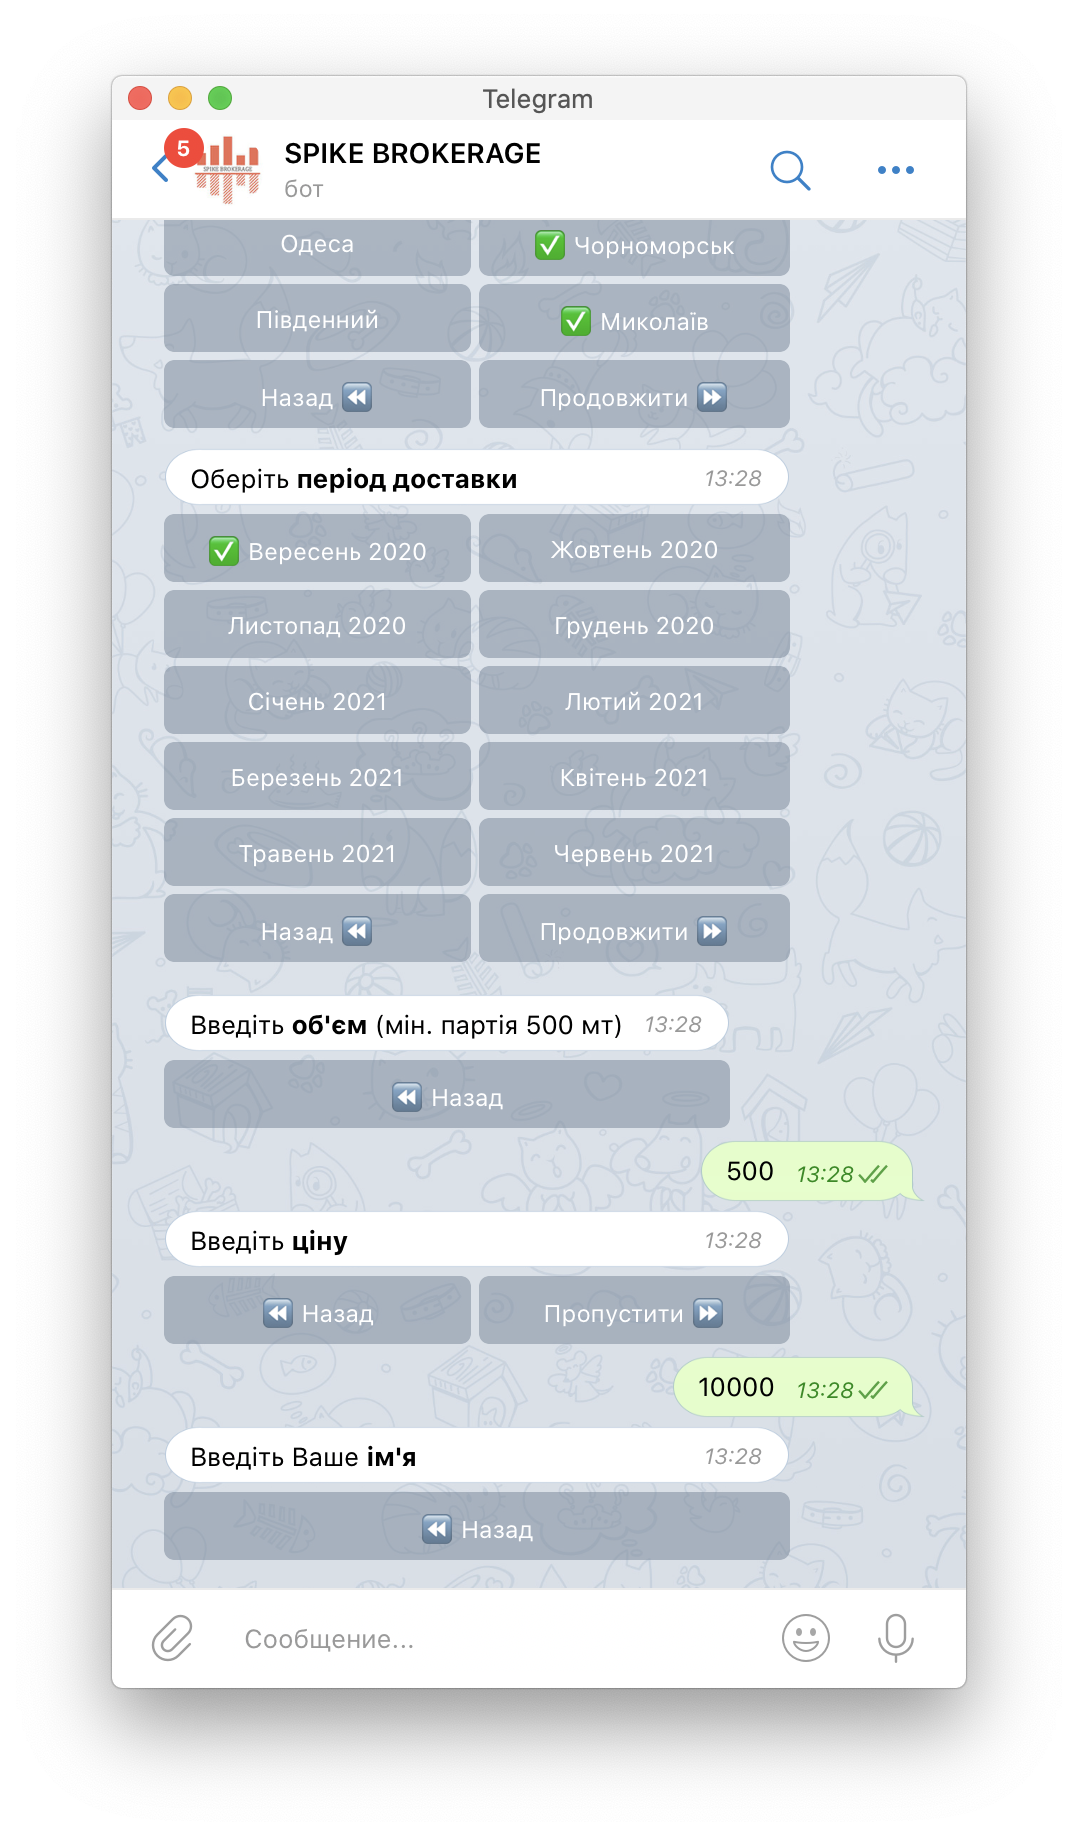 Telegram
5
SPIKE BROKERAGE
SPIKE BROKERAGE
бот
Одеса
✅ Чорноморськ
Південний
✅ Миколаїв
Назад ⏪
Продовжити ⏩
Оберіть період доставки 13:28
✅ Вересень 2020
Жовтень 2020
Листопад 2020
Грудень 2020
Січень 2021
Лютий 2021
Березень 2021
Квітень 2021
Травень 2021
Червень 2021
Назад ⏪
Продовжити ⏩
Введіть об'єм (мін. партія 500 мт) 13:28
⏪ Назад
500 13:28
Введіть ціну 13:28
⏪ Назад
Пропустити ⏩
10000 13:28
Введіть Ваше ім'я 13:28
⏪ Назад
Сообщение...